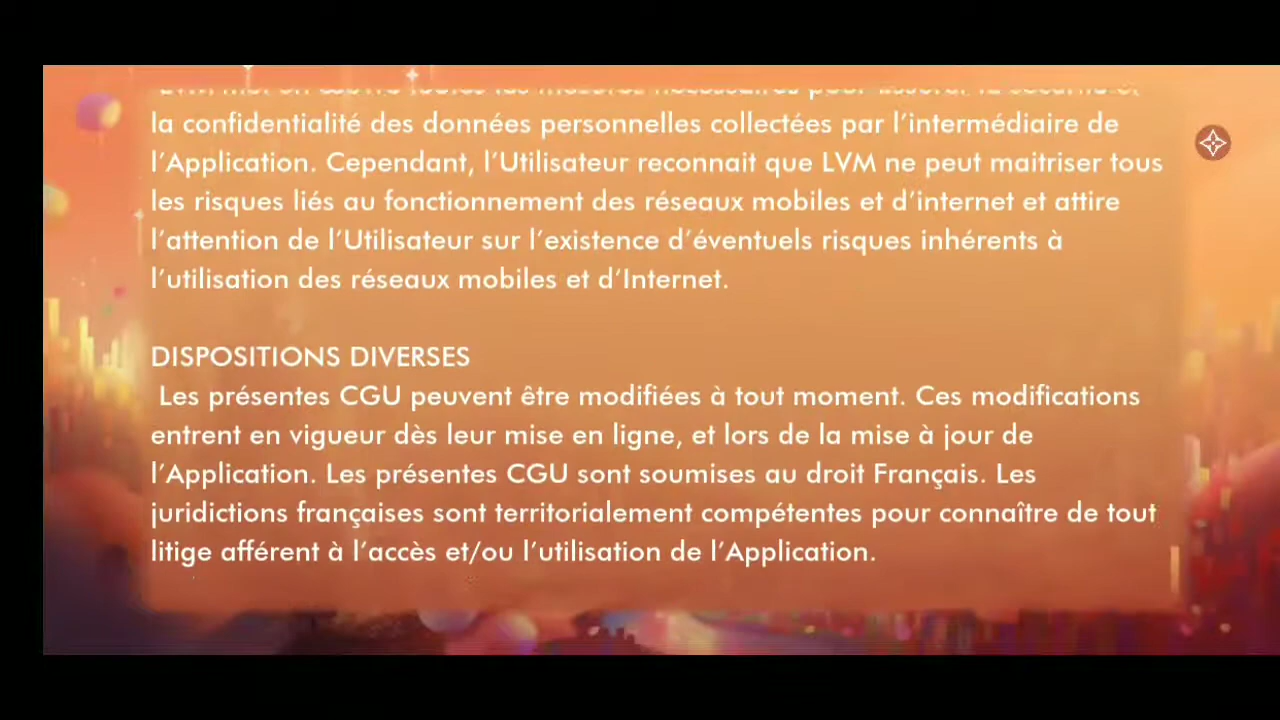 la confidentialité des données personnelles collectées par l’intermédiaire de
l’Application. Cependant, l’Utilisateur reconnait que LVM ne peut maitriser tous
les risques liés au fonctionnement des réseaux mobiles et d’internet et attire
l’attention de l’Utilisateur sur l’existence d’éventuels risques inhérents à
l’utilisation des réseaux mobiles et d’Internet.
DISPOSITIONS DIVERSES
Les présentes CGU peuvent être modifiées à tout moment. Ces modifications
entrent en vigueur dès leur mise en ligne, et lors de la mise à jour de
l’Application. Les présentes CGU sont soumises au droit Français. Les
juridictions françaises sont territorialement compétentes pour connaître de tout
litige afférent à l’accès et/ou l’utilisation de l’Application.